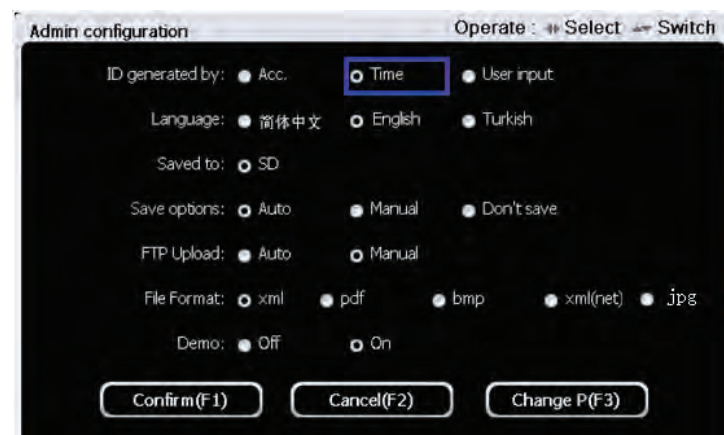 Admin configuration Operate : Select Switch
ID generated by: Acc. Time User input
Language: 简体中文 English Turkish
Saved to: SD
Save options: Auto Manual Don't save
FTP Upload: Auto Manual
File Format: xml pdf bmp xml(net) jpg
Demo: Off On
Confirm(F1) Cancel(F2) Change P(F3)